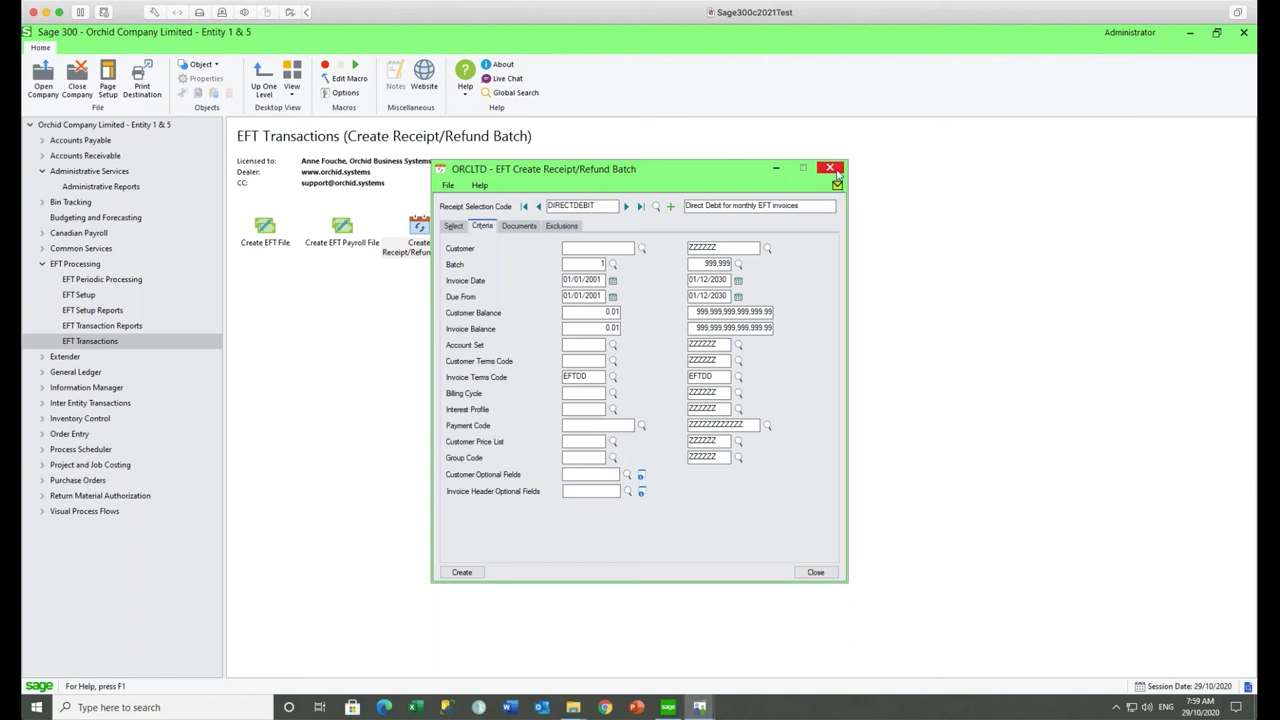 Sage300c2021Test
Sage 300 - Orchid Company Limited - Entity 1 & 5
Administrator
Home
Open Company
Close Company
Page Setup
Print Destination
File
Object
Properties
Objects
Up One Level
View
Desktop View
Edit Macro
Options
Macros
Notes
Website
Miscellaneous
Help
About
Live Chat
Global Search
Help
Orchid Company Limited - Entity 1 & 5
Accounts Payable
Accounts Receivable
Administrative Services
Administrative Reports
Bin Tracking
Budgeting and Forecasting
Canadian Payroll
Common Services
EFT Processing
EFT Periodic Processing
EFT Setup
EFT Setup Reports
EFT Transaction Reports
EFT Transactions
Extender
General Ledger
Information Manager
Inter Entity Transactions
Inventory Control
Order Entry
Process Scheduler
Project and Job Costing
Purchase Orders
Return Material Authorization
Visual Process Flows
EFT Transactions (Create Receipt/Refund Batch)
Licensed to: Anne Fouche, Orchid Business Systems
Dealer: www.orchid.systems
CC: support@orchid.systems
Create EFT File
Create EFT Payroll File
Create
Receipt/Refun
ORCLTD - EFT Create Receipt/Refund Batch
File Help
Receipt Selection Code DIRECTDEBIT Direct Debit for monthly EFT invoices
Select Criteria Documents Exclusions
Customer ZZZZZZ
Batch 1 999,999
Invoice Date 01/01/2001 01/12/2030
Due From 01/01/2001 01/12/2030
Customer Balance 0.01 999,999,999,999,999.99
Invoice Balance 0.01 999,999,999,999,999.99
Account Set ZZZZZZ
Customer Terms Code ZZZZZZ
Invoice Terms Code EFTDD EFTDD
Billing Cycle ZZZZZZ
Interest Profile ZZZZZZ
Payment Code ZZZZZZZZZZZZ
Customer Price List ZZZZZZ
Group Code ZZZZZZ
Customer Optional Fields
Invoice Header Optional Fields
Create Close
sage For Help, press F1
Session Date: 29/10/2020
Type here to search
ENG
7:59 AM
29/10/2020